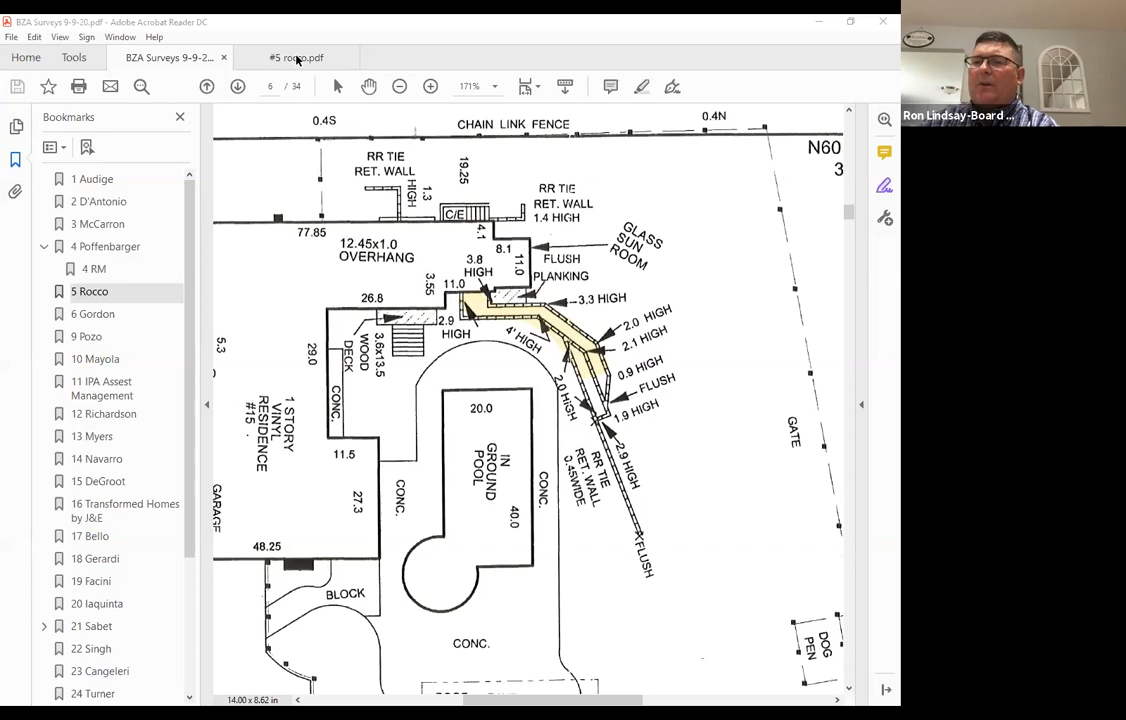 BZA Surveys 9-9-20.pdf - Adobe Acrobat Reader DC
File Edit View Sign Window Help
Home Tools BZA Surveys 9-9-2... × #5 rocco.pdf
6 / 34 171%
Bookmarks
1 Audige
2 D'Antonio
3 McCarron
4 Poffenbarger
4 RM
5 Rocco
6 Gordon
9 Pozo
10 Mayola
11 IPA Assest
Management
12 Richardson
13 Myers
14 Navarro
15 DeGroot
16 Transformed Homes
by J&E
17 Bello
18 Gerardi
19 Facini
20 Iaquinta
21 Sabet
22 Singh
23 Cangeleri
24 Turner
0.4S CHAIN LINK FENCE 0.4N
N60
3
RR TIE
RET. WALL
1.3
HIGH
19.25
RR TIE
RET. WALL
1.4 HIGH
C/E
77.85
12.45x1.0
OVERHANG
4.1
8.1
11.0
GLASS
SUN
ROOM
FLUSH
PLANKING
3.8
HIGH
3.55
11.0
26.8
3.3 HIGH
2.0 HIGH
2.1 HIGH
2.9
HIGH
4' HIGH
WOOD
DECK
3.6x13.5
5.3
29.0
0.9 HIGH
FLUSH
1.9 HIGH
2.0 HIGH
CONC.
1 STORY
VINYL
RESIDENCE
#15
20.0
IN
GROUND
POOL
40.0
CONC.
RR TIE
RET. WALL
0.45WIDE
2.9 HIGH
GATE
11.5
27.3
CONC.
GARAGE
48.25
FLUSH
BLOCK
CONC.
DOG
PEN
14.00 x 8.62 in
Ron Lindsay-Board ...